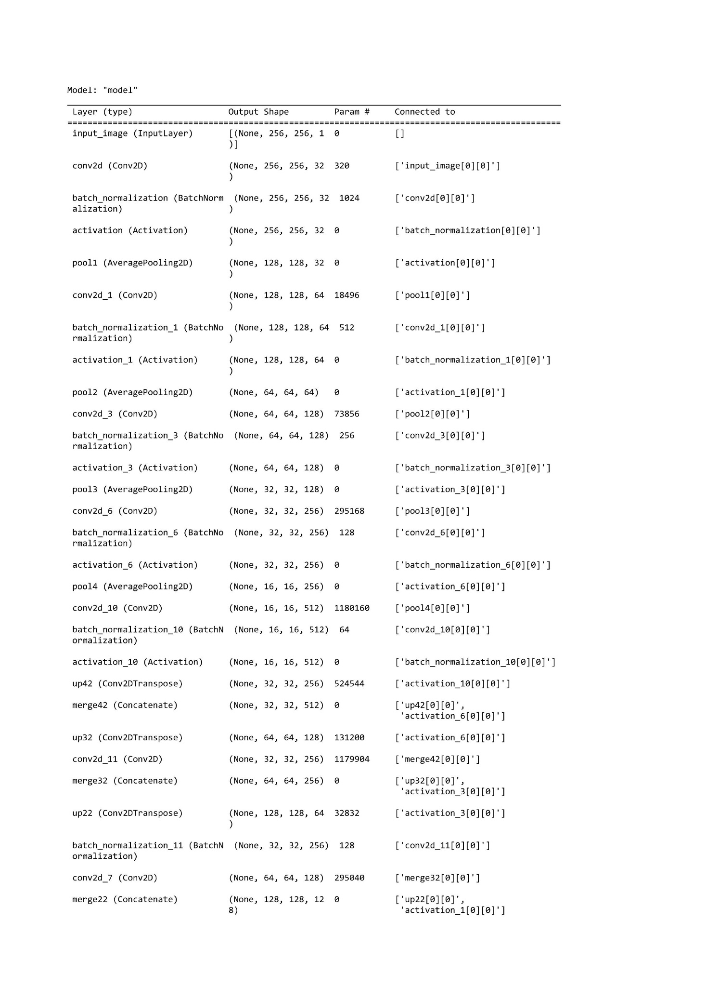 Model: "model"
Layer (type) Output Shape Param # Connected to
==================================================================================================
input_image (InputLayer) [(None, 256, 256, 1 0 []
)]
conv2d (Conv2D) (None, 256, 256, 32 320 ['input_image[0][0]']
)
batch_normalization (BatchNorm (None, 256, 256, 32 1024 ['conv2d[0][0]']
alization) )
activation (Activation) (None, 256, 256, 32 0 ['batch_normalization[0][0]']
)
pool1 (AveragePooling2D) (None, 128, 128, 32 0 ['activation[0][0]']
)
conv2d_1 (Conv2D) (None, 128, 128, 64 18496 ['pool1[0][0]']
)
batch_normalization_1 (BatchNo (None, 128, 128, 64 512 ['conv2d_1[0][0]']
rmalization) )
activation_1 (Activation) (None, 128, 128, 64 0 ['batch_normalization_1[0][0]']
)
pool2 (AveragePooling2D) (None, 64, 64, 64) 0 ['activation_1[0][0]']
conv2d_3 (Conv2D) (None, 64, 64, 128) 73856 ['pool2[0][0]']
batch_normalization_3 (BatchNo (None, 64, 64, 128) 256 ['conv2d_3[0][0]']
rmalization)
activation_3 (Activation) (None, 64, 64, 128) 0 ['batch_normalization_3[0][0]']
pool3 (AveragePooling2D) (None, 32, 32, 128) 0 ['activation_3[0][0]']
conv2d_6 (Conv2D) (None, 32, 32, 256) 295168 ['pool3[0][0]']
batch_normalization_6 (BatchNo (None, 32, 32, 256) 128 ['conv2d_6[0][0]']
rmalization)
activation_6 (Activation) (None, 32, 32, 256) 0 ['batch_normalization_6[0][0]']
pool4 (AveragePooling2D) (None, 16, 16, 256) 0 ['activation_6[0][0]']
conv2d_10 (Conv2D) (None, 16, 16, 512) 1180160 ['pool4[0][0]']
batch_normalization_10 (BatchN (None, 16, 16, 512) 64 ['conv2d_10[0][0]']
ormalization)
activation_10 (Activation) (None, 16, 16, 512) 0 ['batch_normalization_10[0][0]']
up42 (Conv2DTranspose) (None, 32, 32, 256) 524544 ['activation_10[0][0]']
merge42 (Concatenate) (None, 32, 32, 512) 0 ['up42[0][0]',
'activation_6[0][0]']
up32 (Conv2DTranspose) (None, 64, 64, 128) 131200 ['activation_6[0][0]']
conv2d_11 (Conv2D) (None, 32, 32, 256) 1179904 ['merge42[0][0]']
merge32 (Concatenate) (None, 64, 64, 256) 0 ['up32[0][0]',
'activation_3[0][0]']
up22 (Conv2DTranspose) (None, 128, 128, 64 32832 ['activation_3[0][0]']
)
batch_normalization_11 (BatchN (None, 32, 32, 256) 128 ['conv2d_11[0][0]']
ormalization)
conv2d_7 (Conv2D) (None, 64, 64, 128) 295040 ['merge32[0][0]']
merge22 (Concatenate) (None, 128, 128, 12 0 ['up22[0][0]',
8) 'activation_1[0][0]']